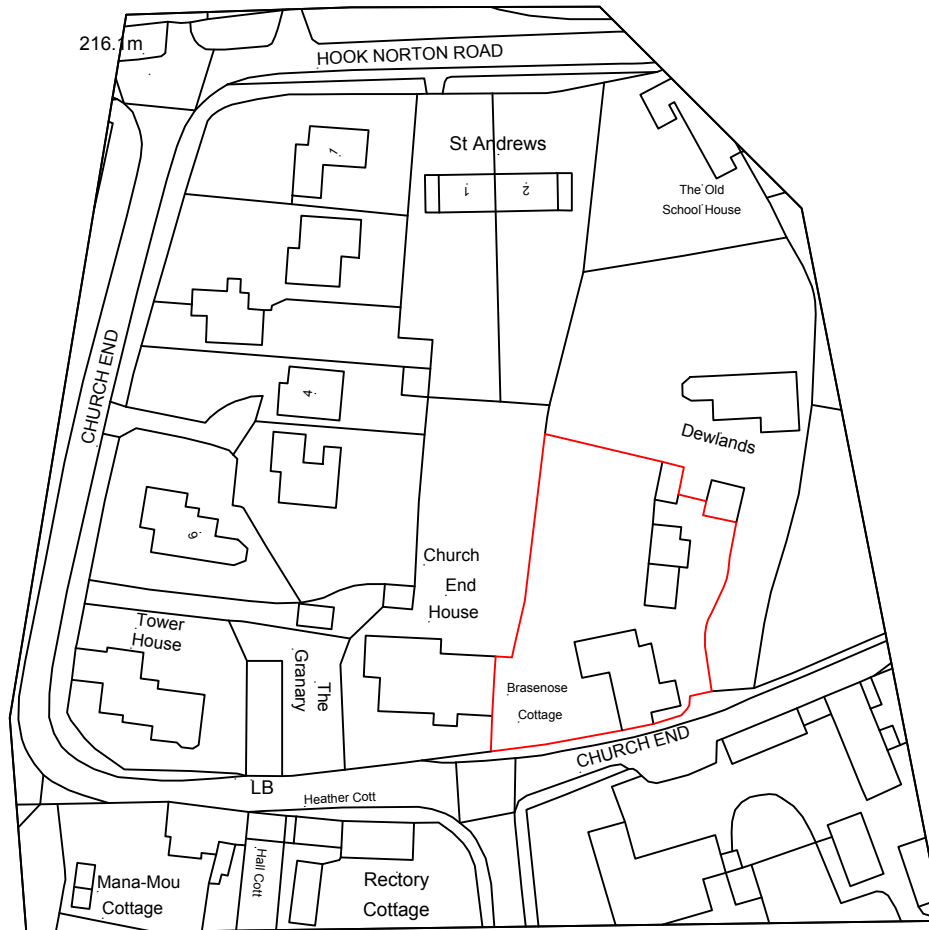 216.1m
HOOK NORTON ROAD
7
St Andrews
1
2
The Old
School House
CHURCH END
4
Dewlands
6
Church
End
House
Tower
House
The
Granary
Brasenose
Cottage
CHURCH END
LB
Heather Cott
Hall Cott
Mana-Mou
Cottage
Rectory
Cottage